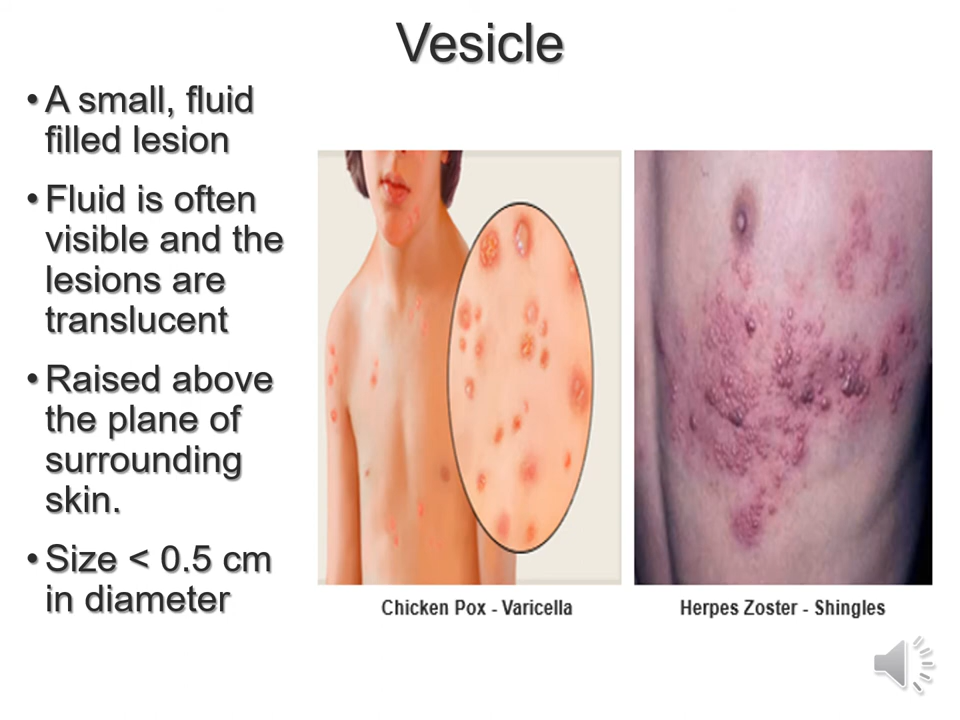 Vesicle
• A small, fluid
filled lesion
• Fluid is often
visible and the
lesions are
translucent
• Raised above
the plane of
surrounding
skin.
• Size < 0.5 cm
in diameter
Chicken Pox - Varicella
Herpes Zoster - Shingles